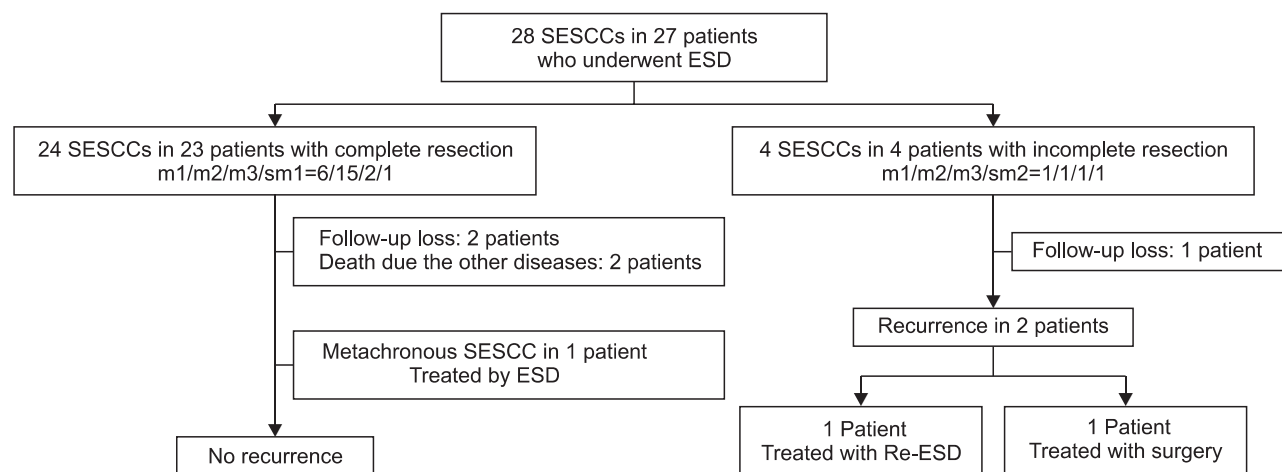 28 SESCCs in 27 patients
who underwent ESD
24 SESCCs in 23 patients with complete resection
m1/m2/m3/sm1=6/15/2/1
4 SESCCs in 4 patients with incomplete resection
m1/m2/m3/sm2=1/1/1/1
Follow-up loss: 2 patients
Death due the other diseases: 2 patients
Follow-up loss: 1 patient
Recurrence in 2 patients
Metachronous SESCC in 1 patient
Treated by ESD
No recurrence
1 Patient
Treated with Re-ESD
1 Patient
Treated with surgery